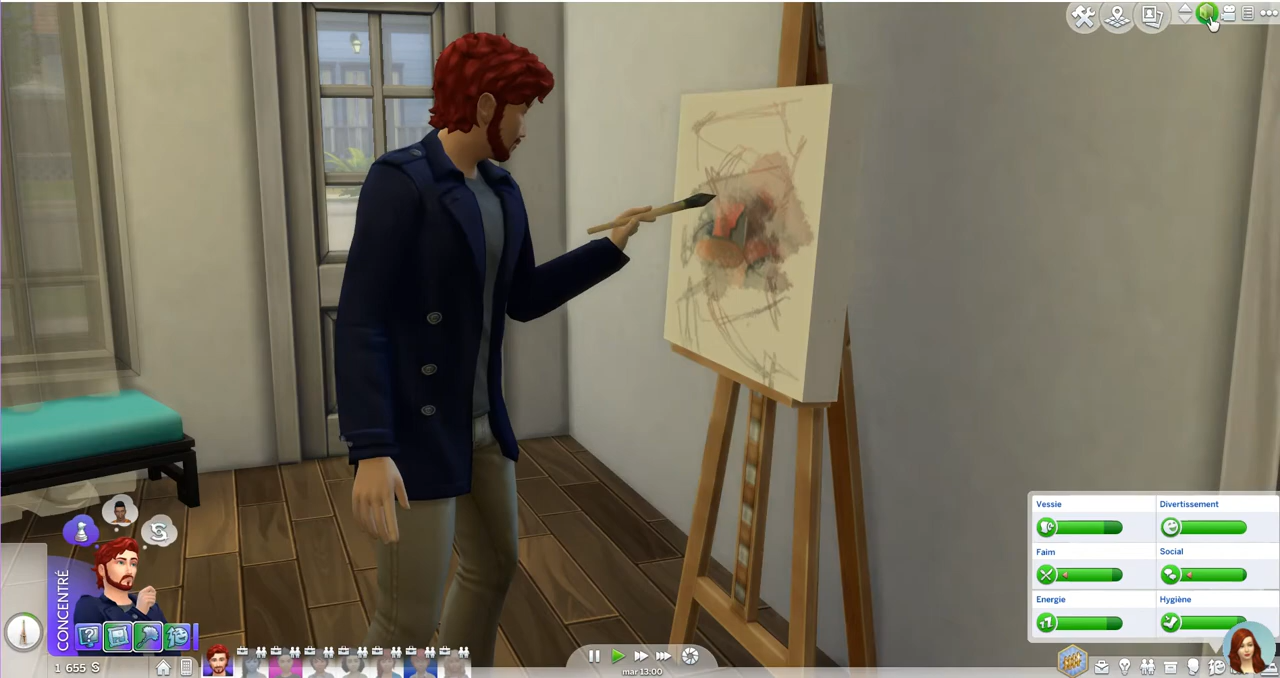 Vessie
Divertissement
Faim
Social
Energie
Hygiène
CONCENTRÉ
1 655 S
mar 13:00